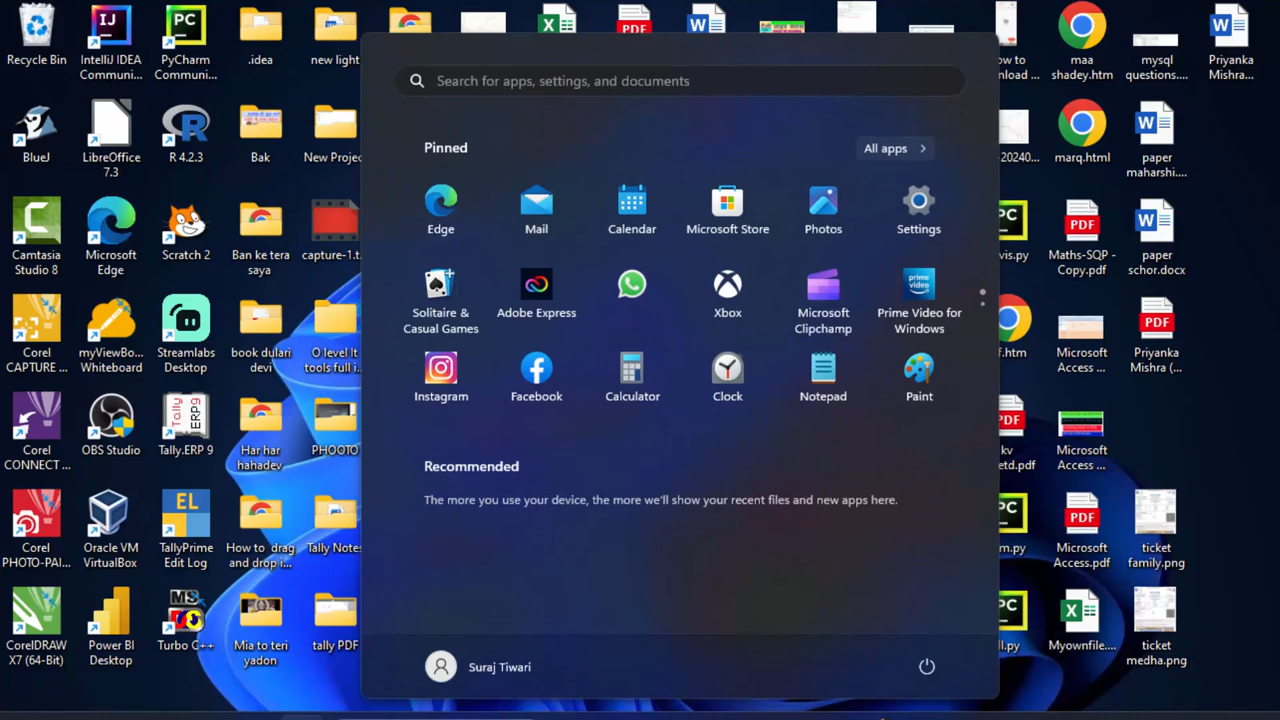 Recycle Bin
IntelliJ IDEA
Communi...
PyCharm
Communi...
.idea
new light
BlueJ
LibreOffice
7.3
R 4.2.3
Bak
New Projec
Camtasia
Studio 8
Microsoft
Edge
Scratch 2
Ban ke tera
saya
capture-1.t
Corel
CAPTURE ...
myViewBo...
Whiteboard
Streamlabs
Desktop
book dulari
devi
O level It
tools full i...
Corel
CONNECT ...
OBS Studio
Tally.ERP 9
Har har
hahadev
PHOOTO
Corel
PHOTO-PAI...
Oracle VM
VirtualBox
TallyPrime
Edit Log
How to drag
and drop i...
Tally Notes
CorelDRAW
X7 (64-Bit)
Power BI
Desktop
Turbo C++
Mia to teri
yadon
tally PDF
Search for apps, settings, and documents
Pinned
All apps
Edge
Mail
Calendar
Microsoft Store
Photos
Settings
Solitaire &
Casual Games
Adobe Express
Xbox
Microsoft
Clipchamp
Prime Video for
Windows
Instagram
Facebook
Calculator
Clock
Notepad
Paint
Recommended
The more you use your device, the more we'll show your recent files and new apps here.
Suraj Tiwari
ow to
nload ...
maa
shadey.htm
mysql
questions....
Priyanka
Mishra...
-20240...
marq.html
paper
maharshi....
vis.py
Maths-SQP -
Copy.pdf
paper
schor.docx
f.htm
Microsoft
Access ...
Priyanka
Mishra (...
kv
etd.pdf
Microsoft
Access ...
m.py
Microsoft
Access.pdf
ticket
family.png
ll.py
Myownfile....
ticket
medha.png